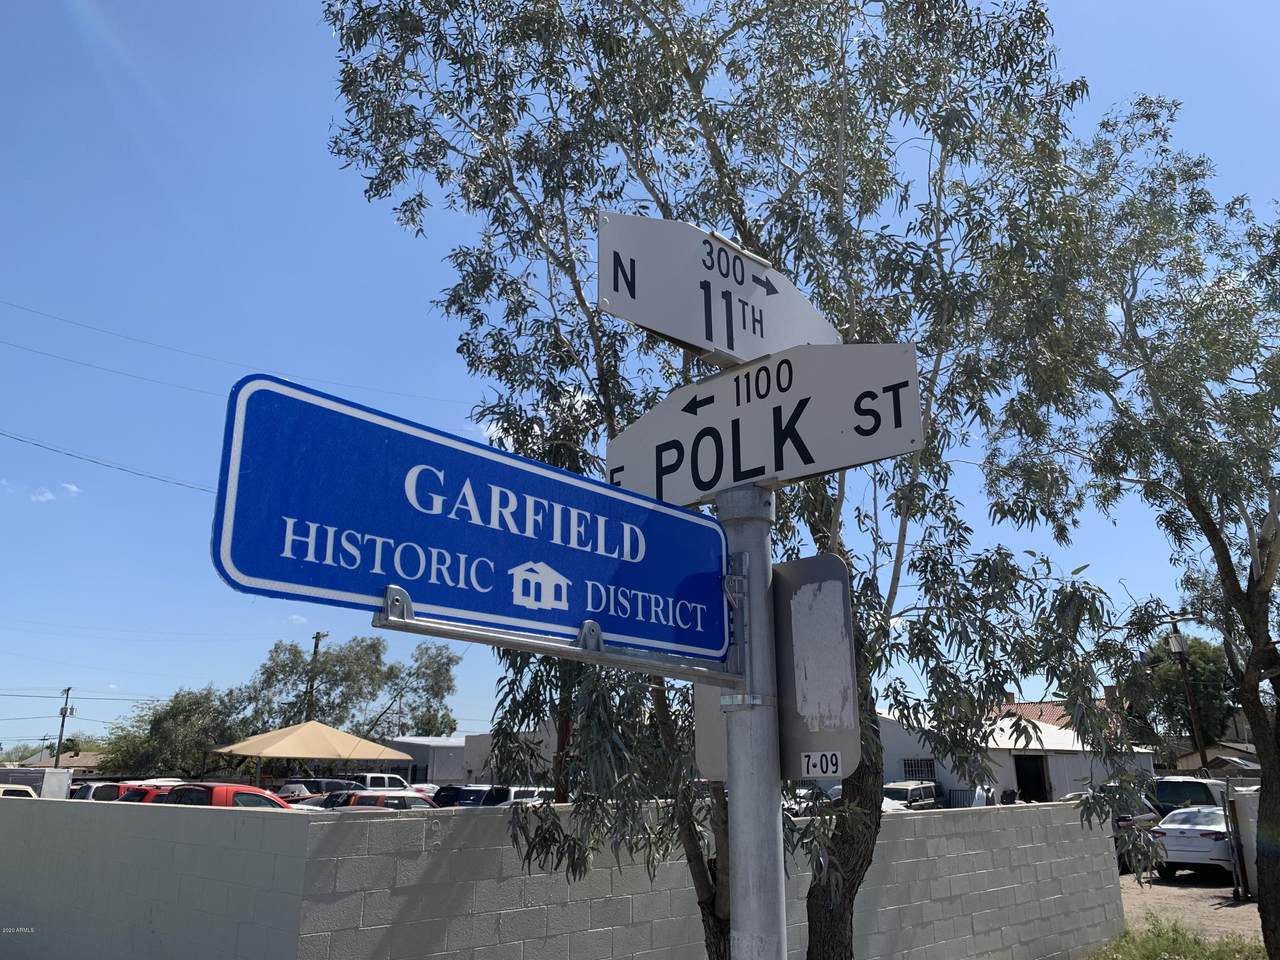 300 →
N 11TH
← 1100
E POLK ST
GARFIELD
HISTORIC DISTRICT
7-09
2020 ARMLS